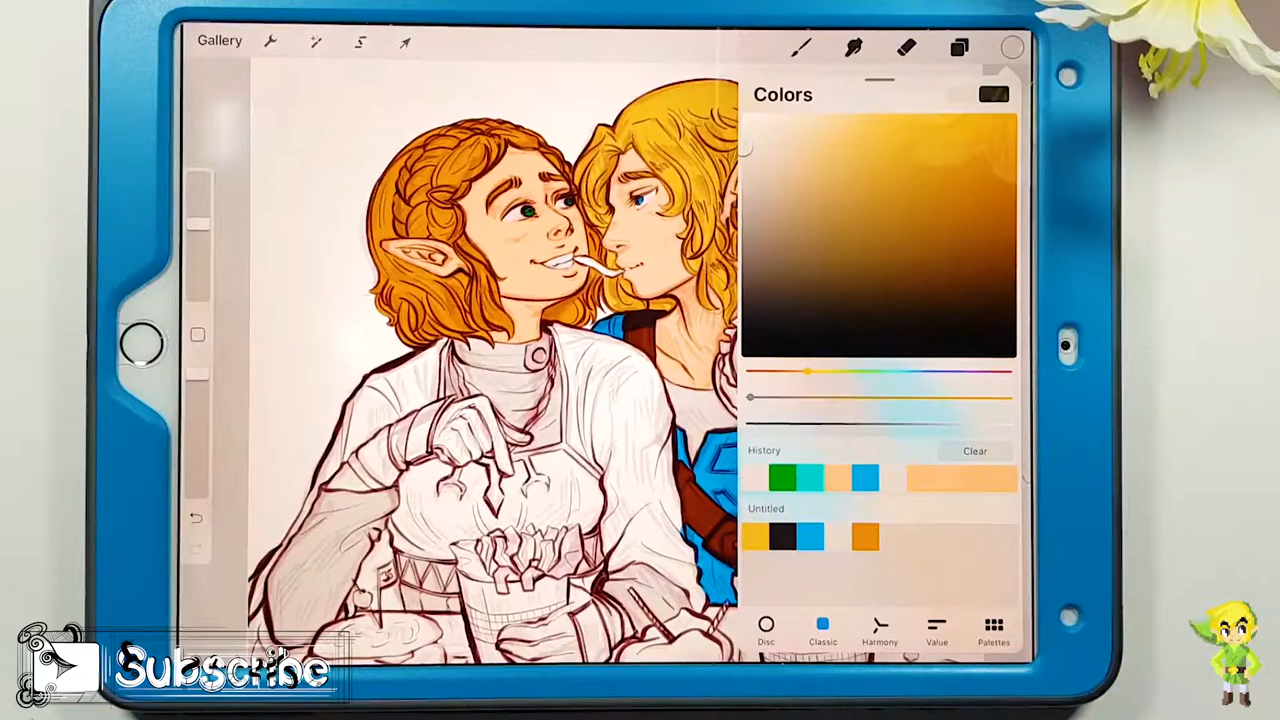 Gallery
Colors
History
Clear
Untitled
Disc
Classic
Harmony
Value
Palettes
Subscribe